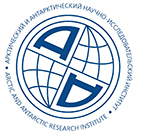 • АРКТИЧЕСКИЙ И АНТАРКТИЧЕСКИЙ НАУЧНО-ИССЛЕДОВАТЕЛЬСКИЙ ИНСТИТУТ
• ARCTIC AND ANTARCTIC RESEARCH INSTITUTE •